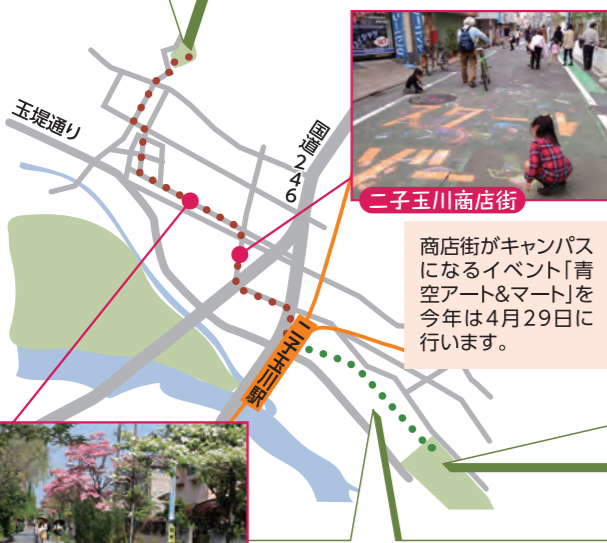 玉堤通り
国道246
二子玉川商店街
商店街がキャンパス
になるイベント「青
空アート&マート」を
今年は4月29日に
行います。
二子玉川駅